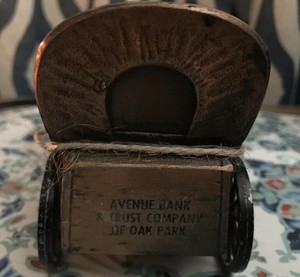 AVENUE BANK
& TRUST COMPANY
OF OAK PARK